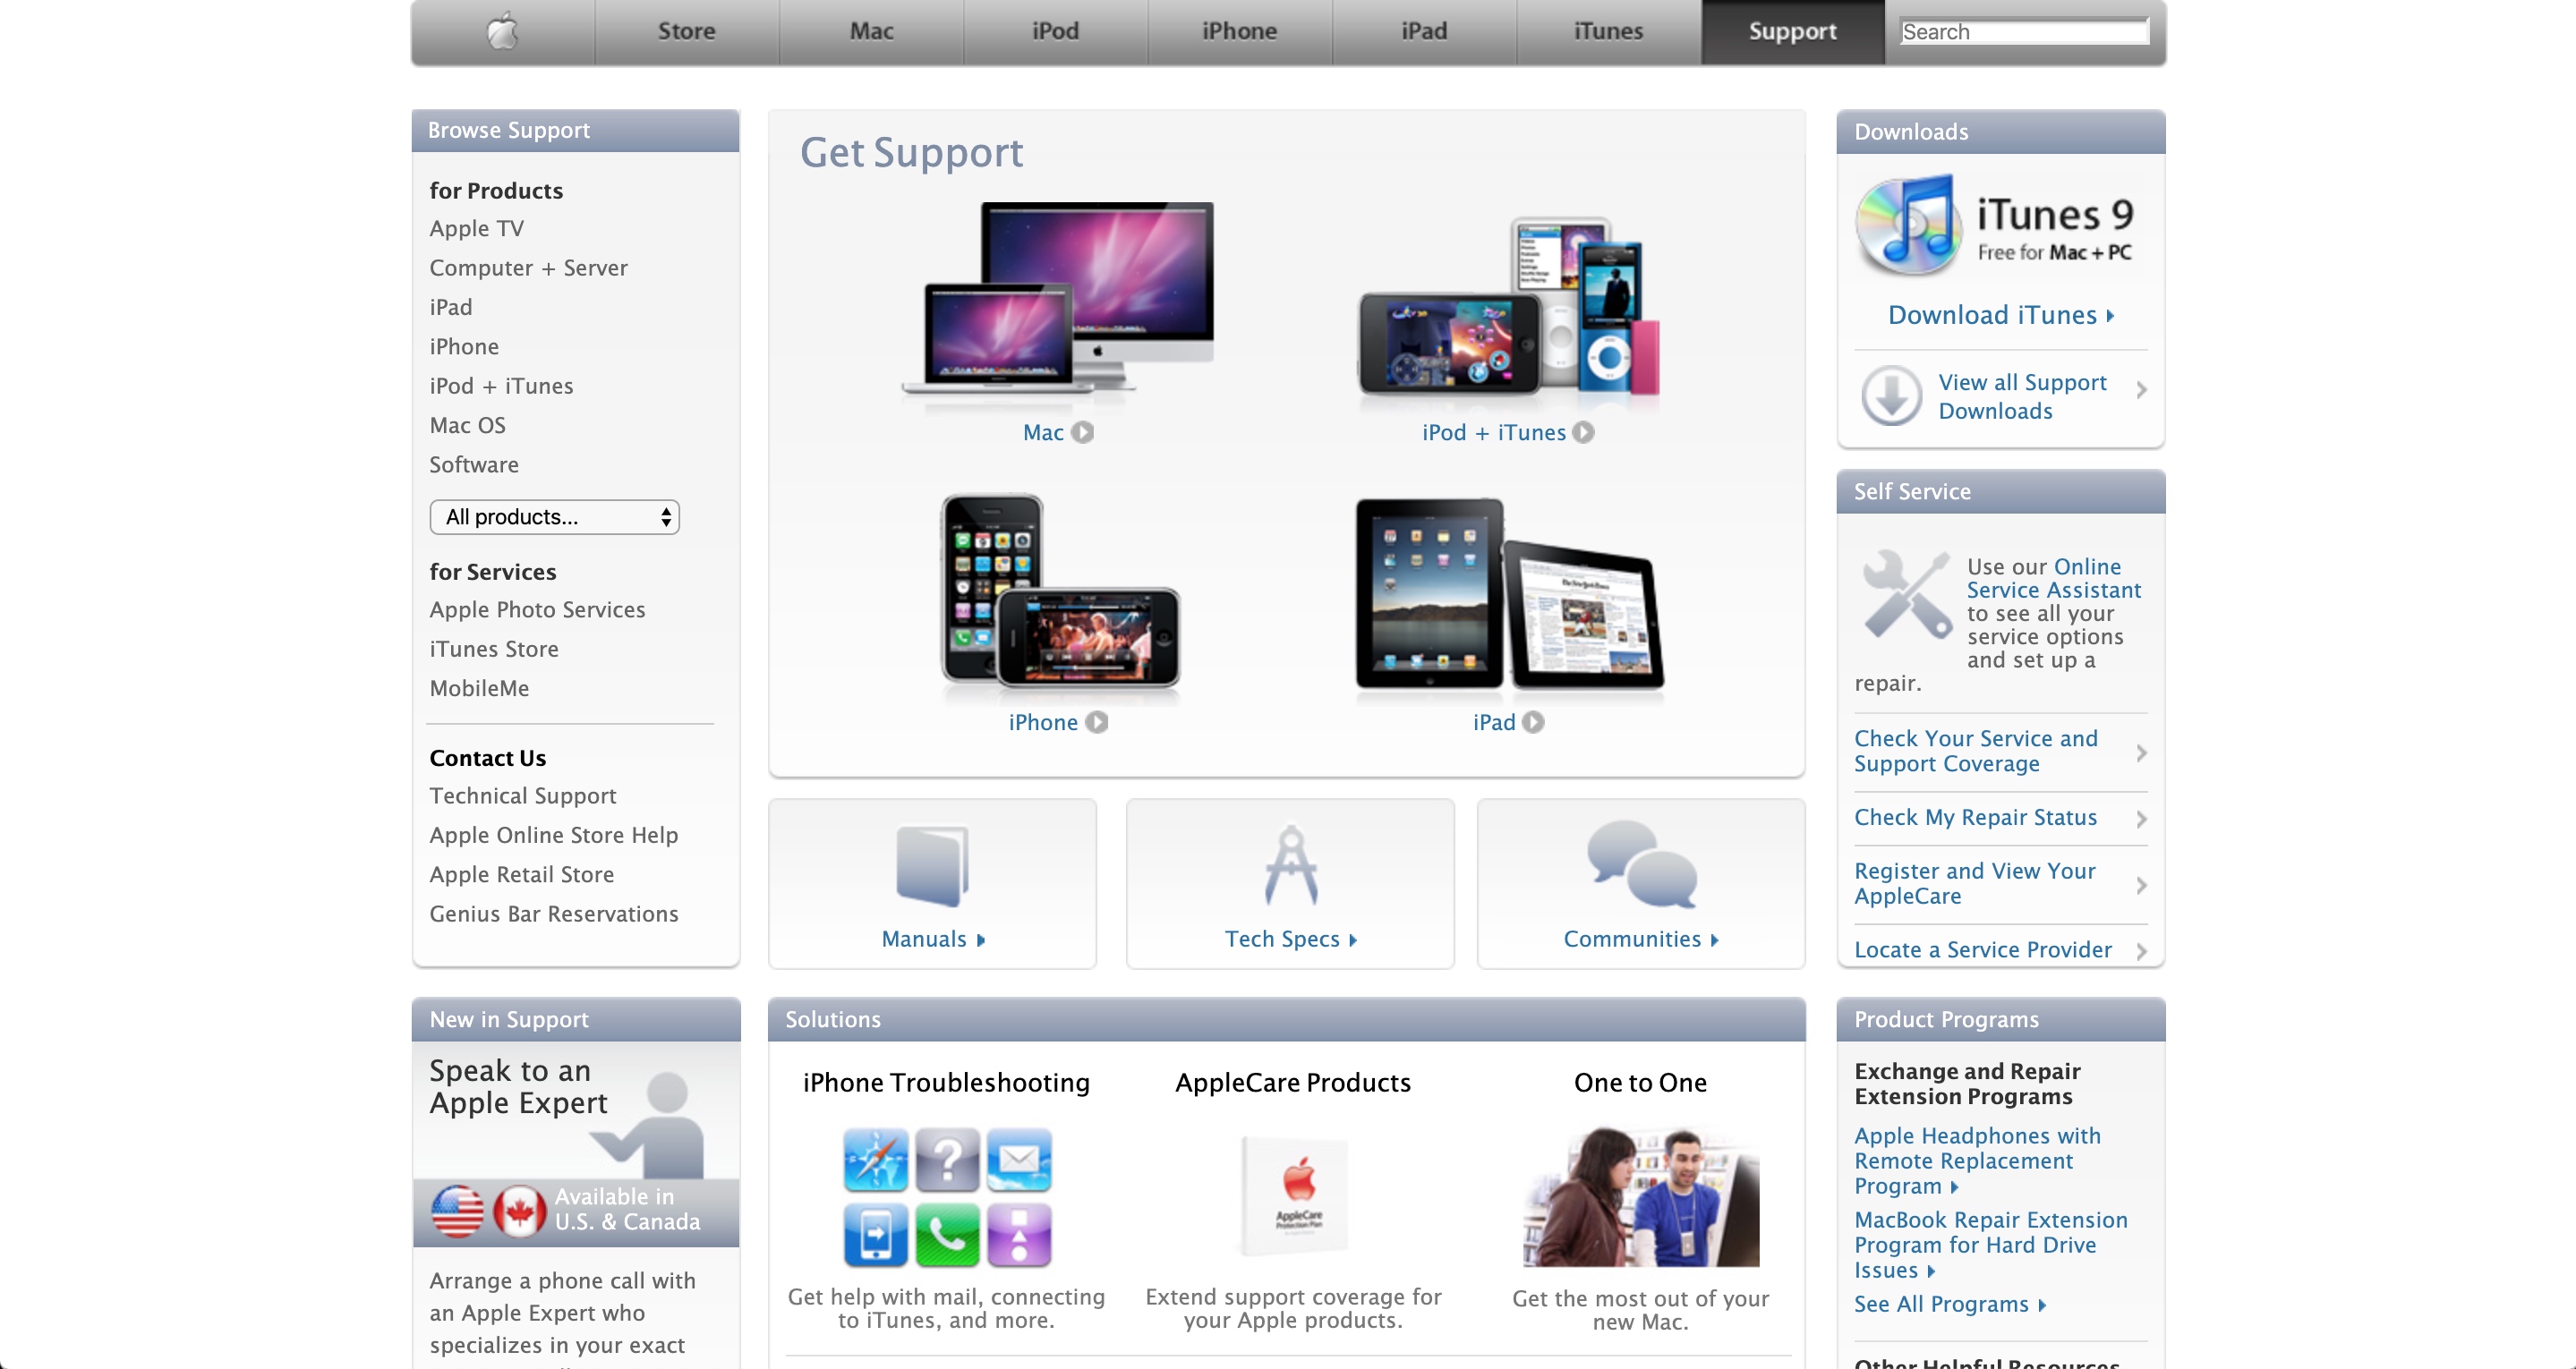 Store
Mac
iPod
iPhone
iPad
iTunes
Support
Search
Browse Support
for Products
Apple TV
Computer + Server
iPad
iPhone
iPod + iTunes
Mac OS
Software
All products...
for Services
Apple Photo Services
iTunes Store
MobileMe
Contact Us
Technical Support
Apple Online Store Help
Apple Retail Store
Genius Bar Reservations
Get Support
Mac
iPod + iTunes
iPhone
iPad
Manuals
Tech Specs
Communities
Downloads
iTunes 9
Free for Mac + PC
Download iTunes
View all Support
Downloads
Self Service
Use our Online
Service Assistant
to see all your
service options
and set up a
repair.
Check Your Service and
Support Coverage
Check My Repair Status
Register and View Your
AppleCare
Locate a Service Provider
New in Support
Speak to an
Apple Expert
Available in
U.S. & Canada
Arrange a phone call with
an Apple Expert who
specializes in your exact
Solutions
iPhone Troubleshooting
Get help with mail, connecting
to iTunes, and more.
AppleCare Products
AppleCare
Protection Plan
Extend support coverage for
your Apple products.
One to One
Get the most out of your
new Mac.
Product Programs
Exchange and Repair
Extension Programs
Apple Headphones with
Remote Replacement
Program
MacBook Repair Extension
Program for Hard Drive
Issues
See All Programs
Other Helpful Resources